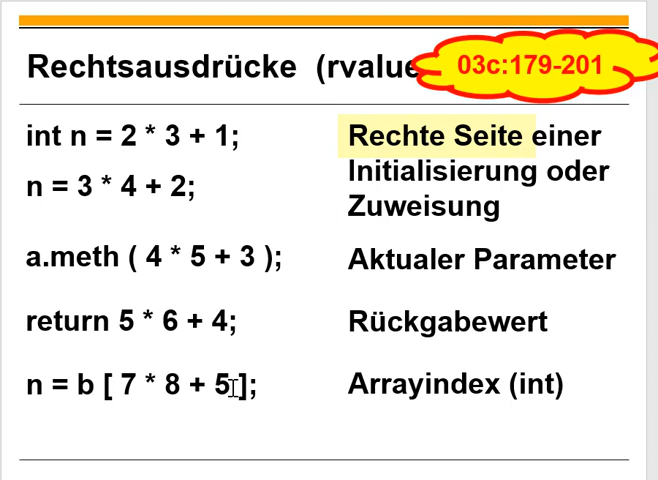 Rechtsausdrücke (rvalue
03c:179-201
int n = 2 * 3 + 1;
Rechte Seite einer
Initialisierung oder
n = 3 * 4 + 2;
Zuweisung
a.meth ( 4 * 5 + 3 );
Aktualer Parameter
return 5 * 6 + 4;
Rückgabewert
n = b [ 7 * 8 + 5 ];
Arrayindex (int)